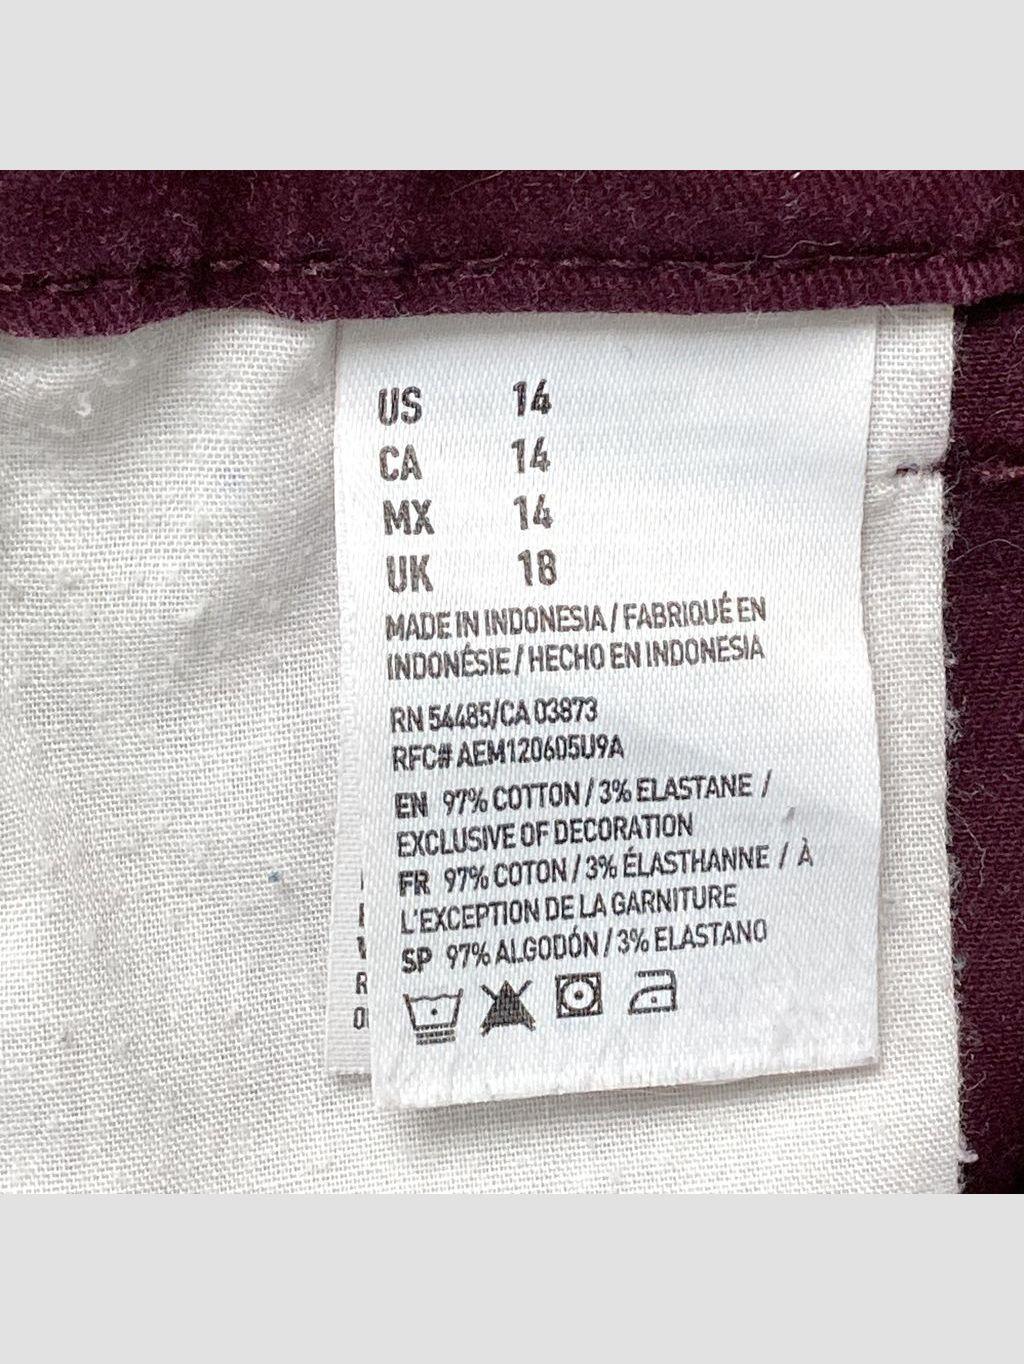 US 14
CA 14
MX 14
UK 18
MADE IN INDONESIA / FABRIQUÉ EN
INDONÉSIE / HECHO EN INDONESIA
RN 54485/CA 03873
RFC# AEM120605U9A
EN 97% COTTON / 3% ELASTANE /
EXCLUSIVE OF DECORATION
FR 97% COTON / 3% ÉLASTHANNE / À
L'EXCEPTION DE LA GARNITURE
SP 97% ALGODÓN / 3% ELASTANO